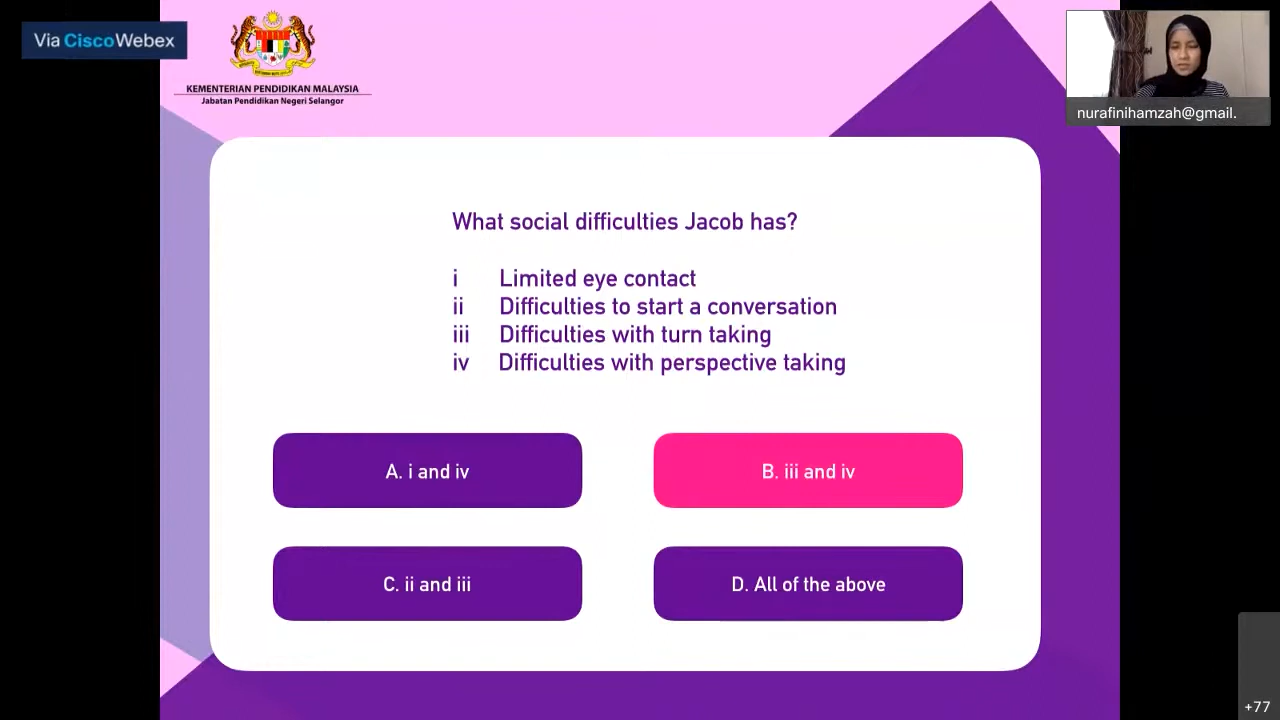 Via Cisco Webex
KEMENTERIAN PENDIDIKAN MALAYSIA
Jabatan Pendidikan Negeri Selangor
nurafinihamzah@gmail.
What social difficulties Jacob has?
i Limited eye contact
ii Difficulties to start a conversation
iii Difficulties with turn taking
iv Difficulties with perspective taking
A. i and iv
B. iii and iv
C. ii and iii
D. All of the above
+77